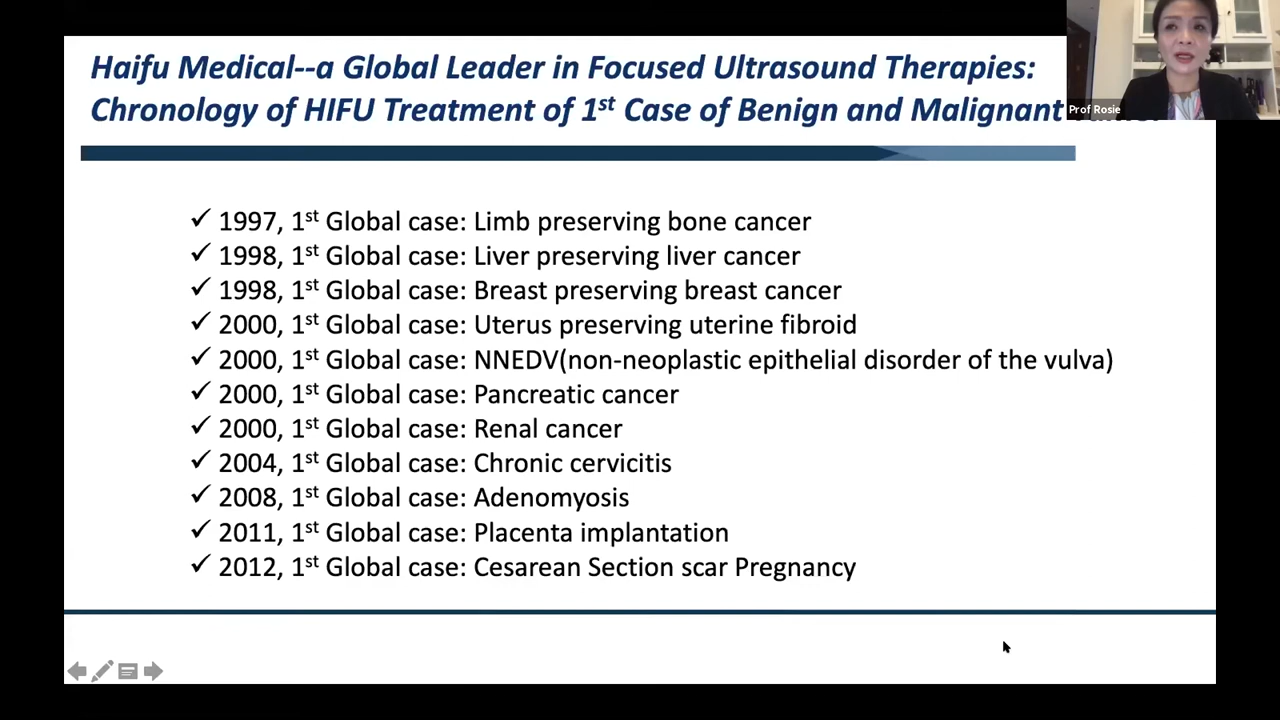 Haifu Medical--a Global Leader in Focused Ultrasound Therapies:
Chronology of HIFU Treatment of 1st Case of Benign and Malignant
Prof Rosie
✓ 1997, 1st Global case: Limb preserving bone cancer
✓ 1998, 1st Global case: Liver preserving liver cancer
✓ 1998, 1st Global case: Breast preserving breast cancer
✓ 2000, 1st Global case: Uterus preserving uterine fibroid
✓ 2000, 1st Global case: NNEDV(non-neoplastic epithelial disorder of the vulva)
✓ 2000, 1st Global case: Pancreatic cancer
✓ 2000, 1st Global case: Renal cancer
✓ 2004, 1st Global case: Chronic cervicitis
✓ 2008, 1st Global case: Adenomyosis
✓ 2011, 1st Global case: Placenta implantation
✓ 2012, 1st Global case: Cesarean Section scar Pregnancy